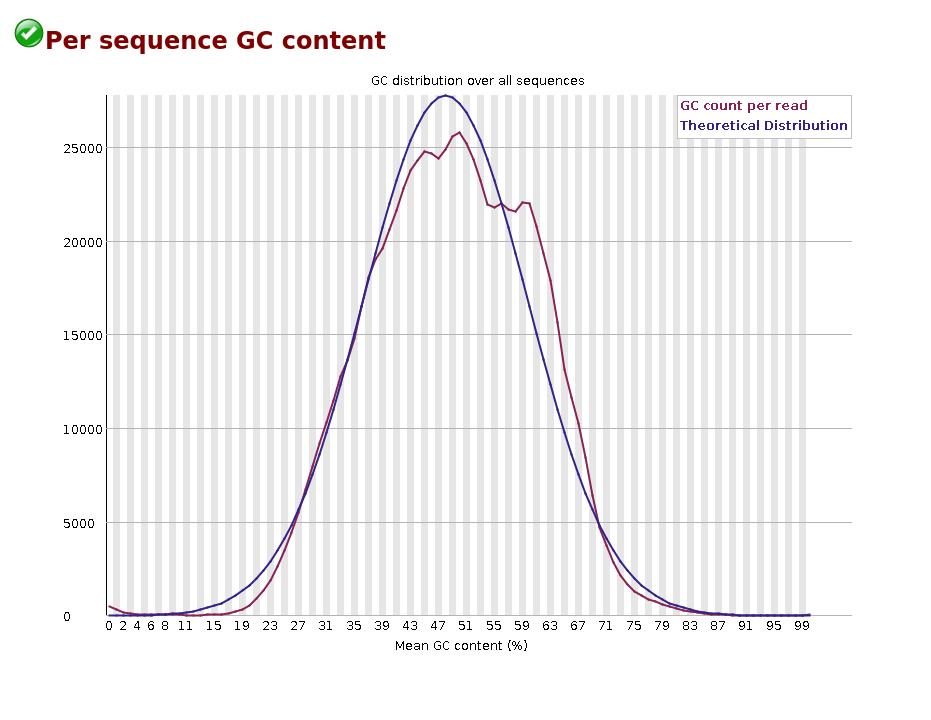 Per sequence GC content
GC distribution over all sequences
GC count per read
Theoretical Distribution
25000
20000
15000
10000
5000
0
0 2 4 6 8 11 15 19 23 27 31 35 39 43 47 51 55 59 63 67 71 75 79 83 87 91 95 99
Mean GC content (%)